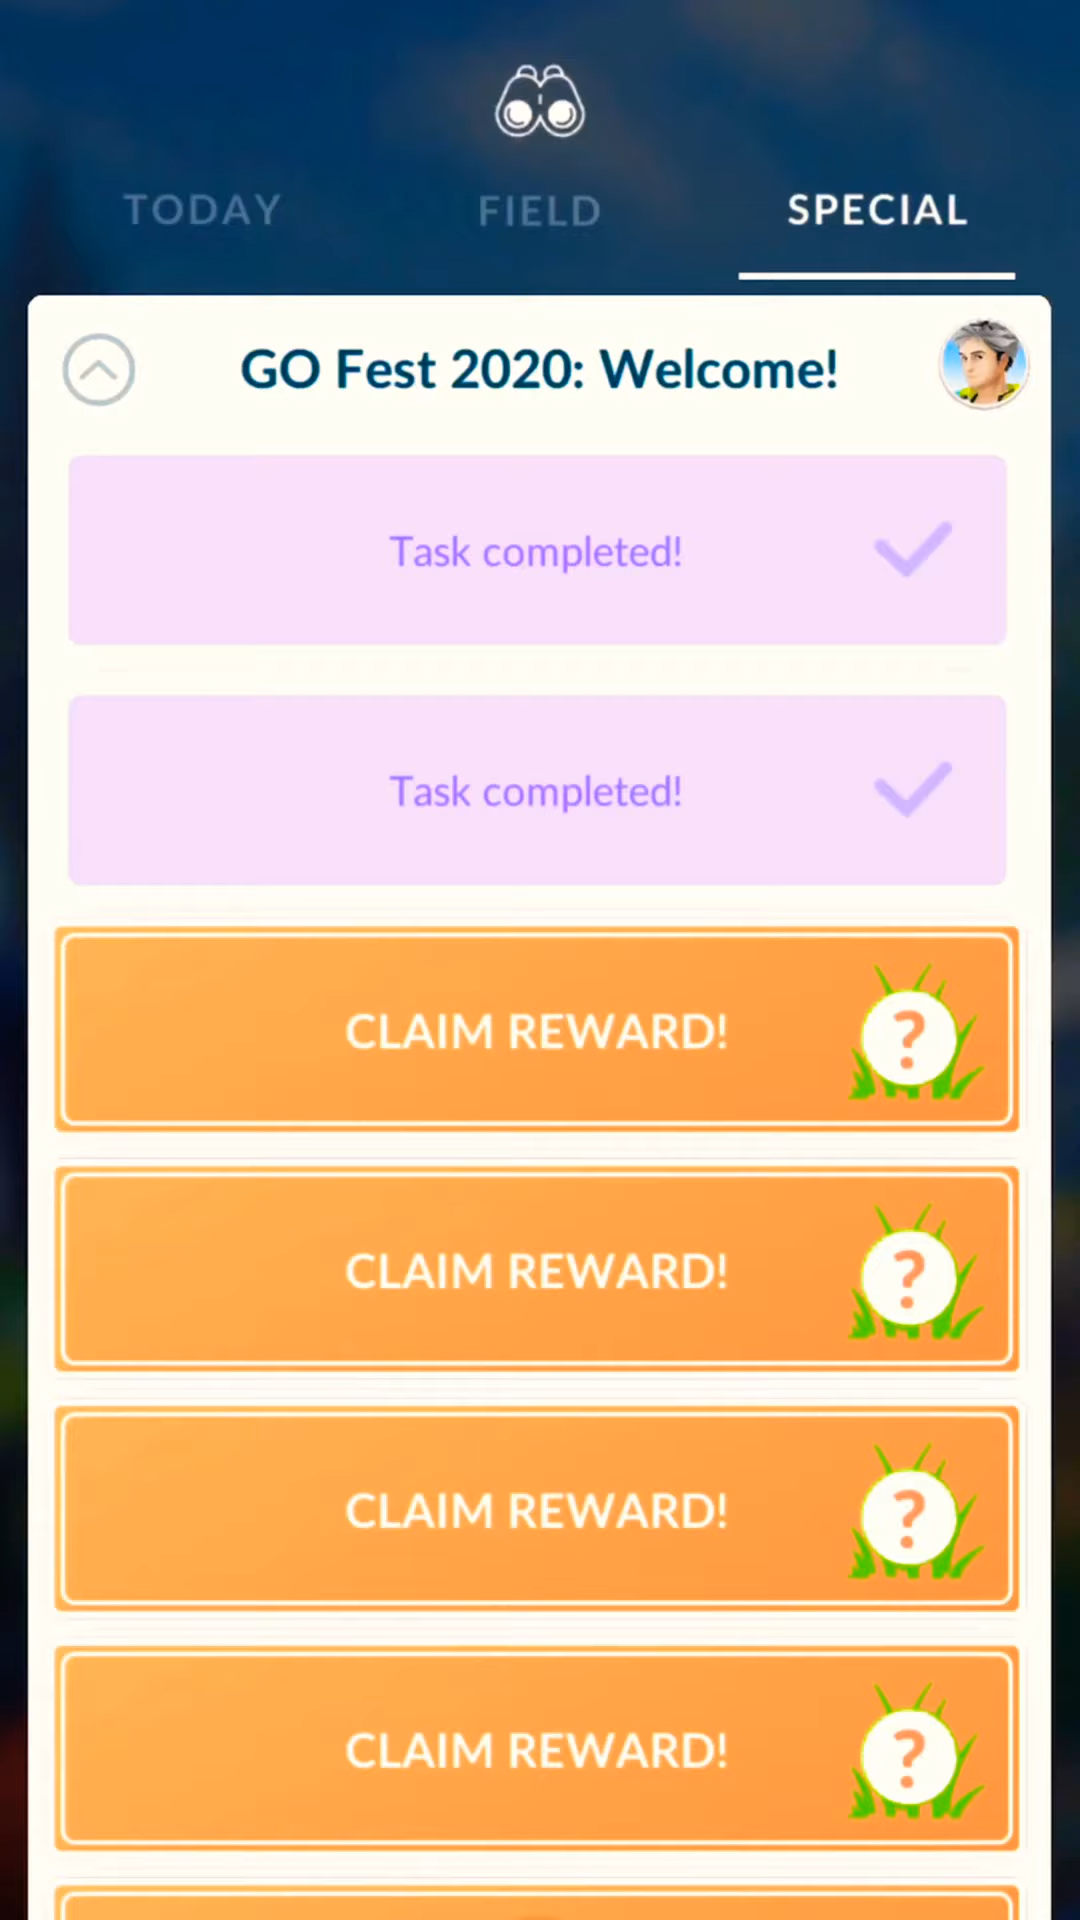 TODAY
FIELD
SPECIAL
GO Fest 2020: Welcome!
Task completed!
Task completed!
CLAIM REWARD!
?
CLAIM REWARD!
?
CLAIM REWARD!
?
CLAIM REWARD!
?